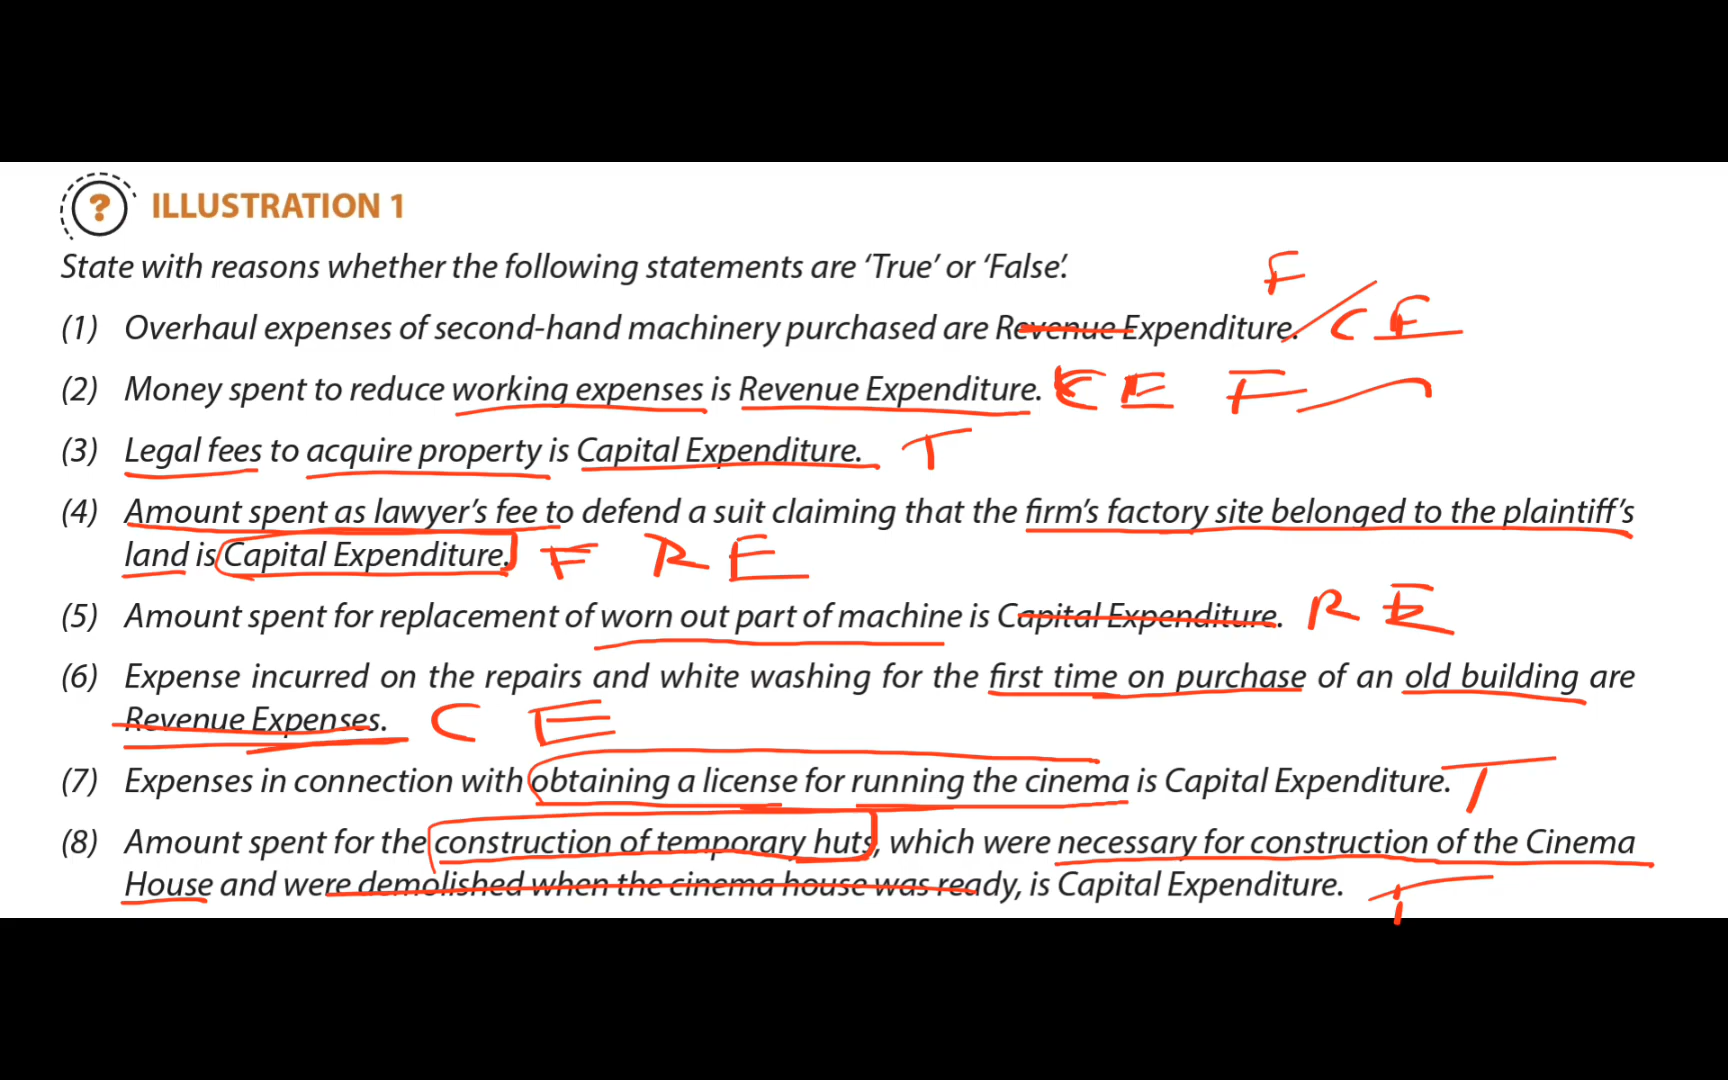 ? ILLUSTRATION 1
State with reasons whether the following statements are ‘True’ or ‘False’.
F
(1) Overhaul expenses of second-hand machinery purchased are Revenue Expenditure. C E
(2) Money spent to reduce working expenses is Revenue Expenditure. C E F
(3) Legal fees to acquire property is Capital Expenditure. T
(4) Amount spent as lawyer’s fee to defend a suit claiming that the firm’s factory site belonged to the plaintiff’s
land is Capital Expenditure. F R E
(5) Amount spent for replacement of worn out part of machine is Capital Expenditure. R E
(6) Expense incurred on the repairs and white washing for the first time on purchase of an old building are
Revenue Expenses. C E
(7) Expenses in connection with obtaining a license for running the cinema is Capital Expenditure. T
(8) Amount spent for the construction of temporary huts, which were necessary for construction of the Cinema
House and were demolished when the cinema house was ready, is Capital Expenditure. T